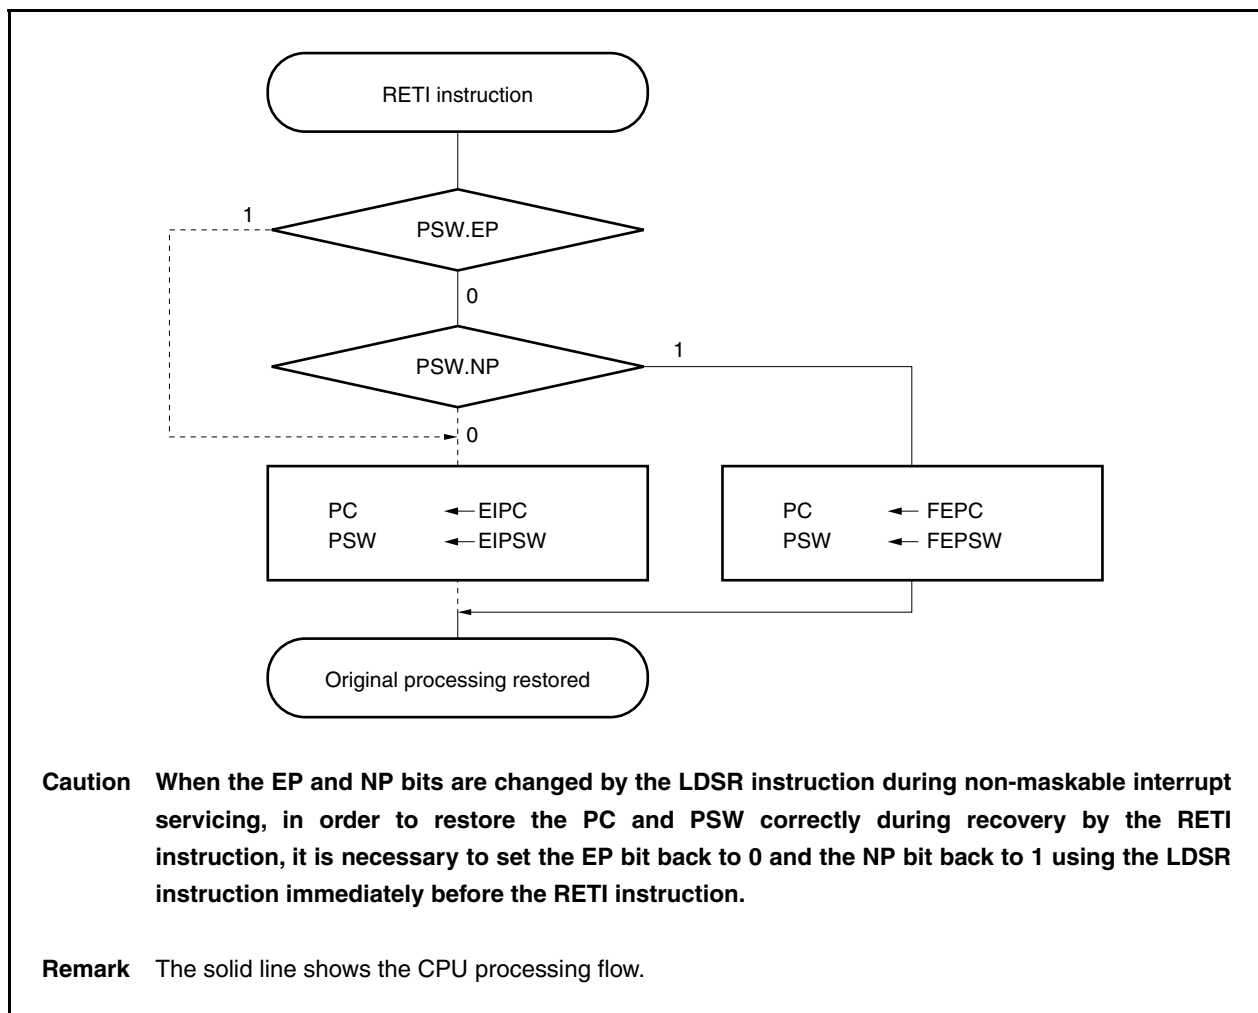 RETI instruction
1
PSW.EP
0
PSW.NP
1
0
PC ← EIPC
PSW ← EIPSW
PC ← FEPC
PSW ← FEPSW
Original processing restored
Caution When the EP and NP bits are changed by the LDSR instruction during non-maskable interrupt
servicing, in order to restore the PC and PSW correctly during recovery by the RETI
instruction, it is necessary to set the EP bit back to 0 and the NP bit back to 1 using the LDSR
instruction immediately before the RETI instruction.
Remark The solid line shows the CPU processing flow.